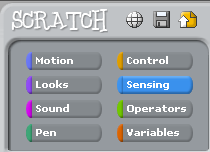 SCRATCH
Motion
Control
Looks
Sensing
Sound
Operators
Pen
Variables